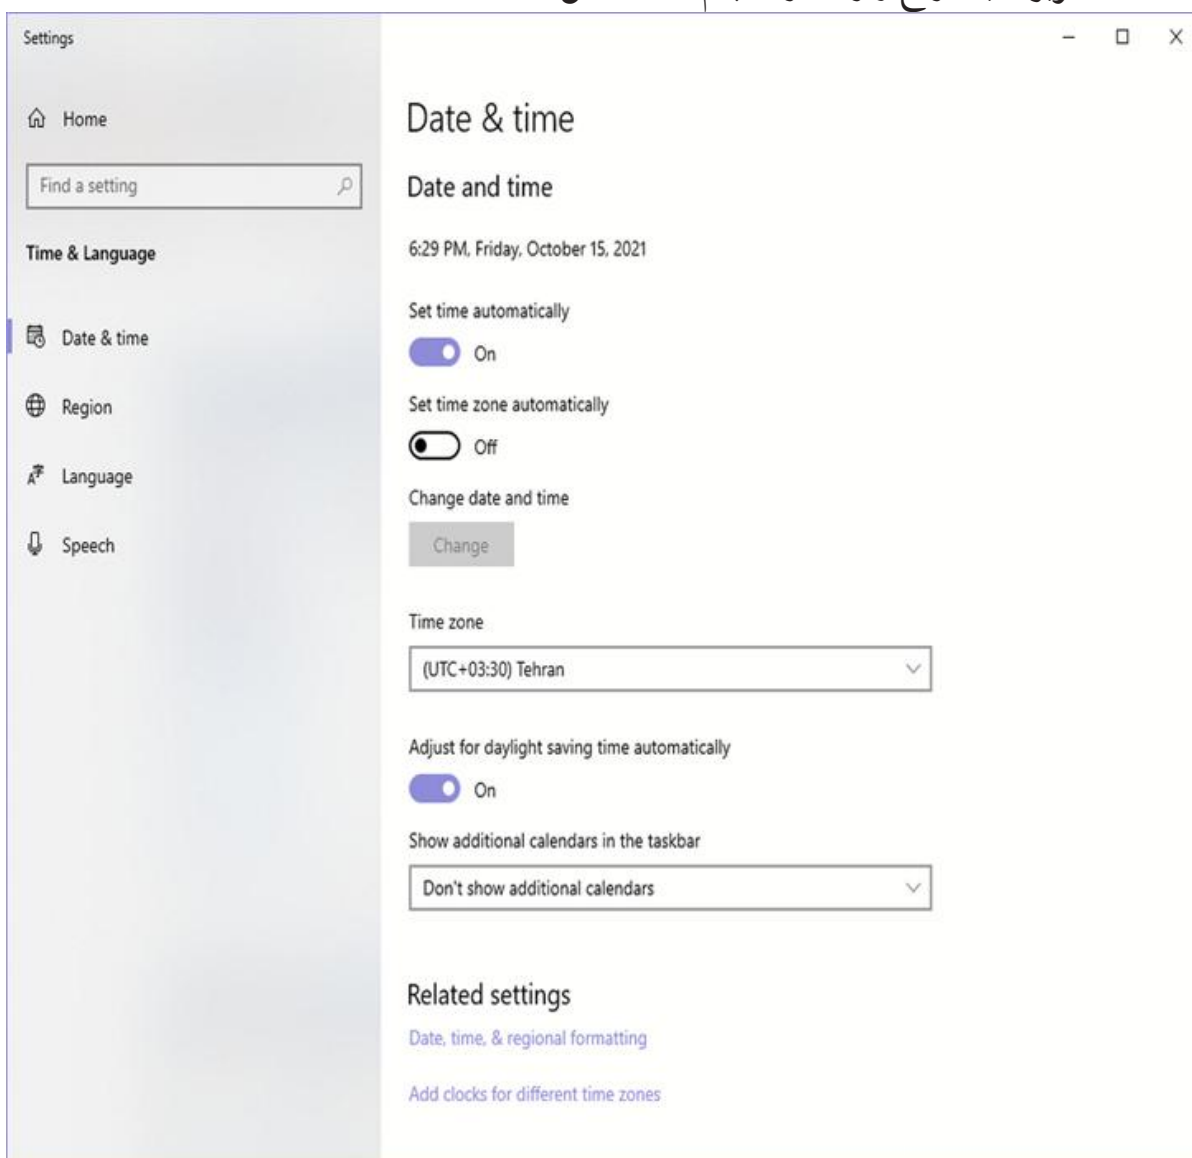 Settings
Home
Find a setting
Time & Language
Date & time
Region
Language
Speech
Date & time
Date and time
6:29 PM, Friday, October 15, 2021
Set time automatically
On
Set time zone automatically
Off
Change date and time
Change
Time zone
(UTC+03:30) Tehran
Adjust for daylight saving time automatically
On
Show additional calendars in the taskbar
Don't show additional calendars
Related settings
Date, time, & regional formatting
Add clocks for different time zones